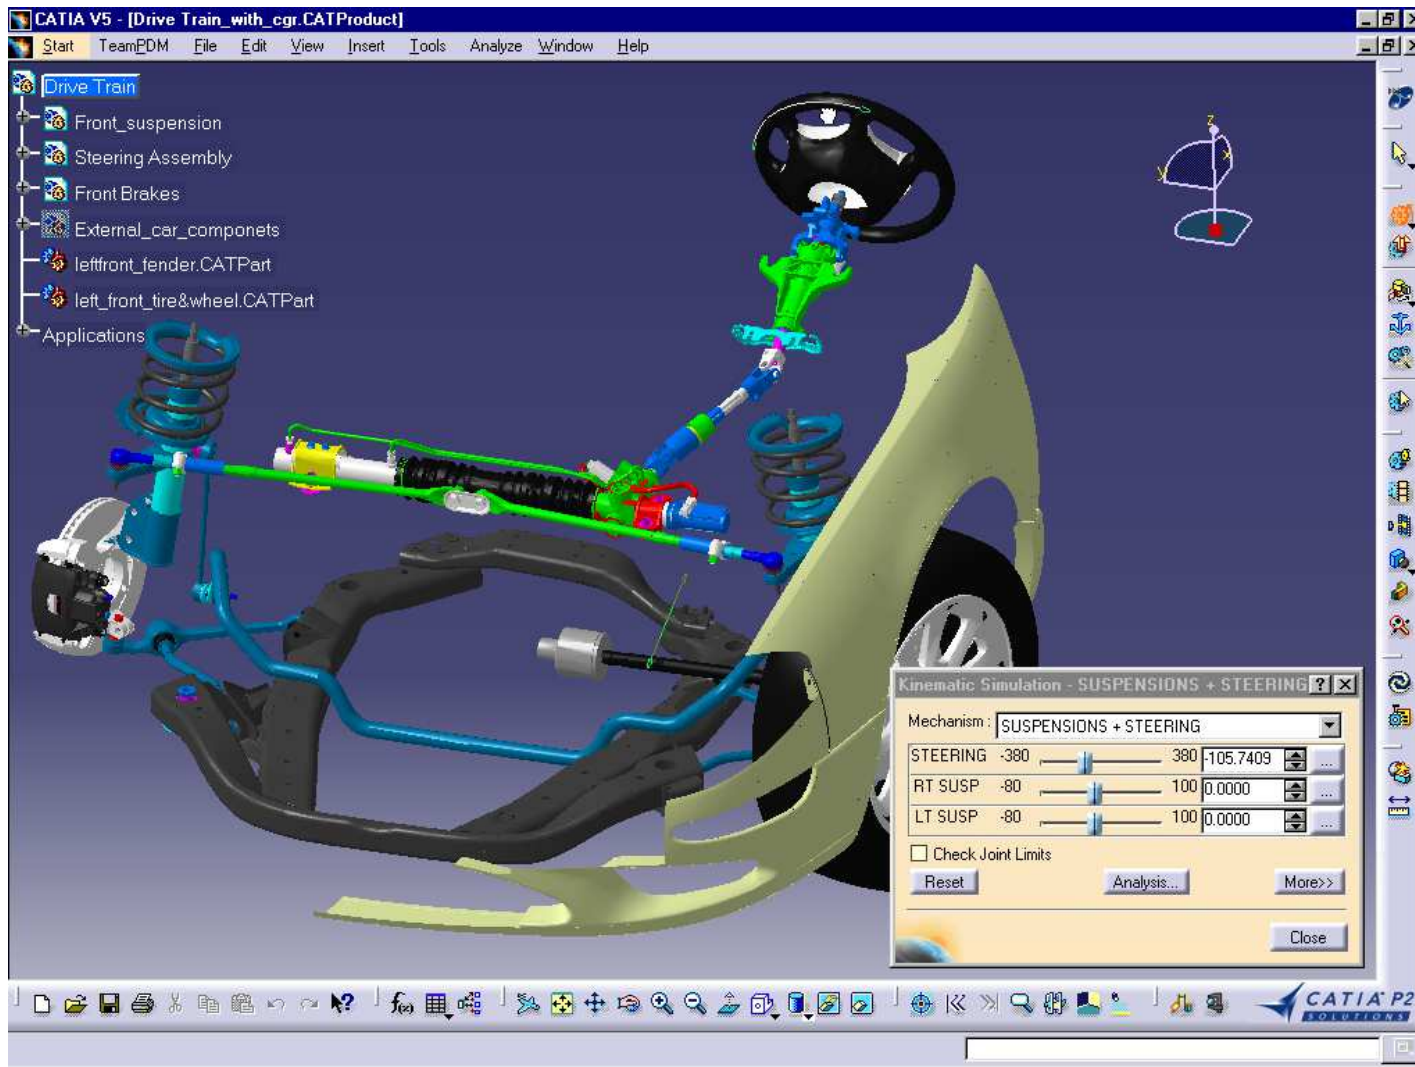 CATIA V5 - [Drive Train_with_cgr.CATProduct]
Start TeamPDM File Edit View Insert Tools Analyze Window Help
Drive Train
Front_suspension
Steering Assembly
Front Brakes
External_car_componets
leftfront_fender.CATPart
left_front_tire&wheel.CATPart
Applications
z
y x
Kinematic Simulation - SUSPENSIONS + STEERING
Mechanism : SUSPENSIONS + STEERING
STEERING -380 380 -105.7409 ...
RT SUSP -80 100 0.0000 ...
LT SUSP -80 100 0.0000 ...
Check Joint Limits
Reset Analysis... More>>
Close
f(x)
CATIA P2
SOLUTIONS